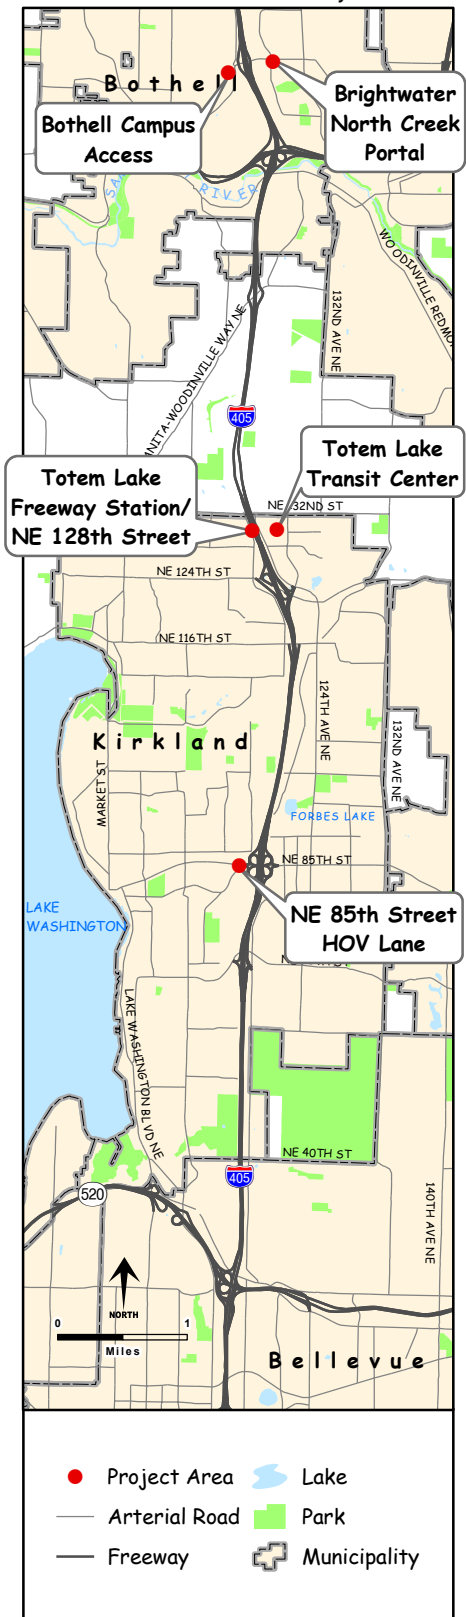 Bothell
Brightwater
North Creek
Portal
Bothell Campus
Access
RIVER
WOODINVILLE REDMO
132ND AVE NE
NITA-WOODINVILLE WAY NE
405
Totem Lake
Transit Center
Totem Lake
Freeway Station/
NE 128th Street
NE 32ND ST
NE 124TH ST
NE 116TH ST
124TH AVE NE
132ND AVE NE
Kirkland
MARKET ST
FORBES LAKE
NE 85TH ST
LAKE
WASHINGTON
NE 85th Street
HOV Lane
LAKE WASHINGTON BLVD NE
NE 40TH ST
405
520
140TH AVE NE
NORTH
0 1
Miles
Bellevue
Project Area
Lake
Arterial Road
Park
Freeway
Municipality